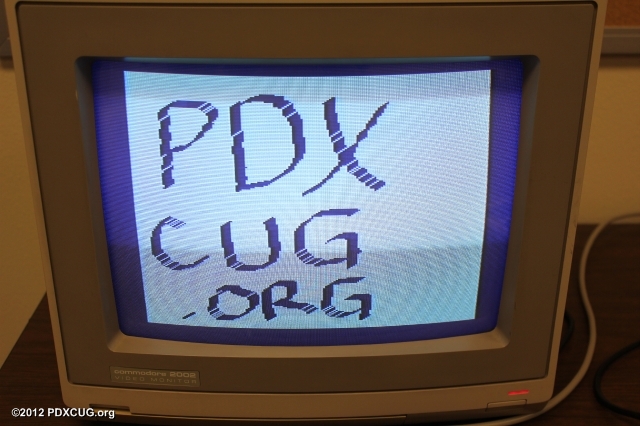 PDX
CUG
.ORG
commodore 2002
VIDEO MONITOR
©2012 PDXCUG.org